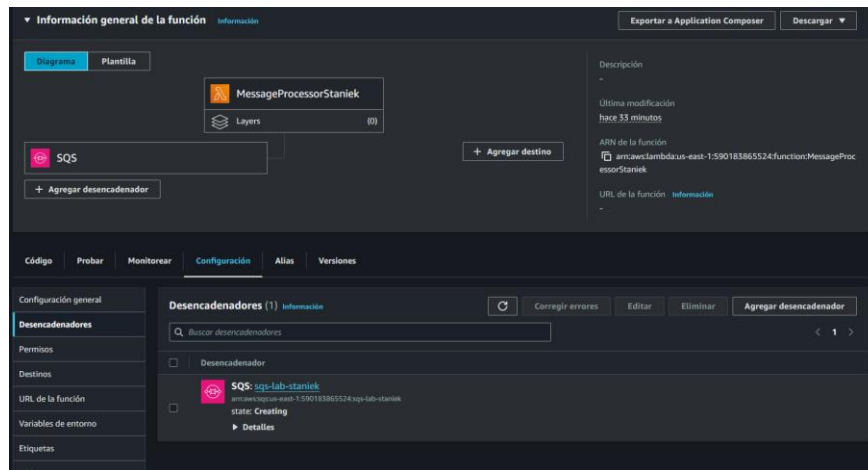 Información general de la función Información
Exportar a Application Composer
Descargar
Diagrama
Plantilla
MessageProcessorStaniek
Layers (0)
SQS
+ Agregar desencadenador
+ Agregar destino
Descripción
-
Última modificación
hace 33 minutos
ARN de la función
arn:aws:lambda:us-east-1:590183865524:function:MessageProc
essorStaniek
URL de la función Información
-
Código
Probar
Monitorear
Configuración
Alias
Versiones
Configuración general
Desencadenadores
Permisos
Destinos
URL de la función
Variables de entorno
Etiquetas
Desencadenadores (1) Información
Corregir errores
Editar
Eliminar
Agregar desencadenador
Buscar desencadenadores
< 1 >
Desencadenador
SQS: sqs-lab-staniek
arn:aws:sqs:us-east-1:590183865524:sqs-lab-staniek
state: Creating
Detalles